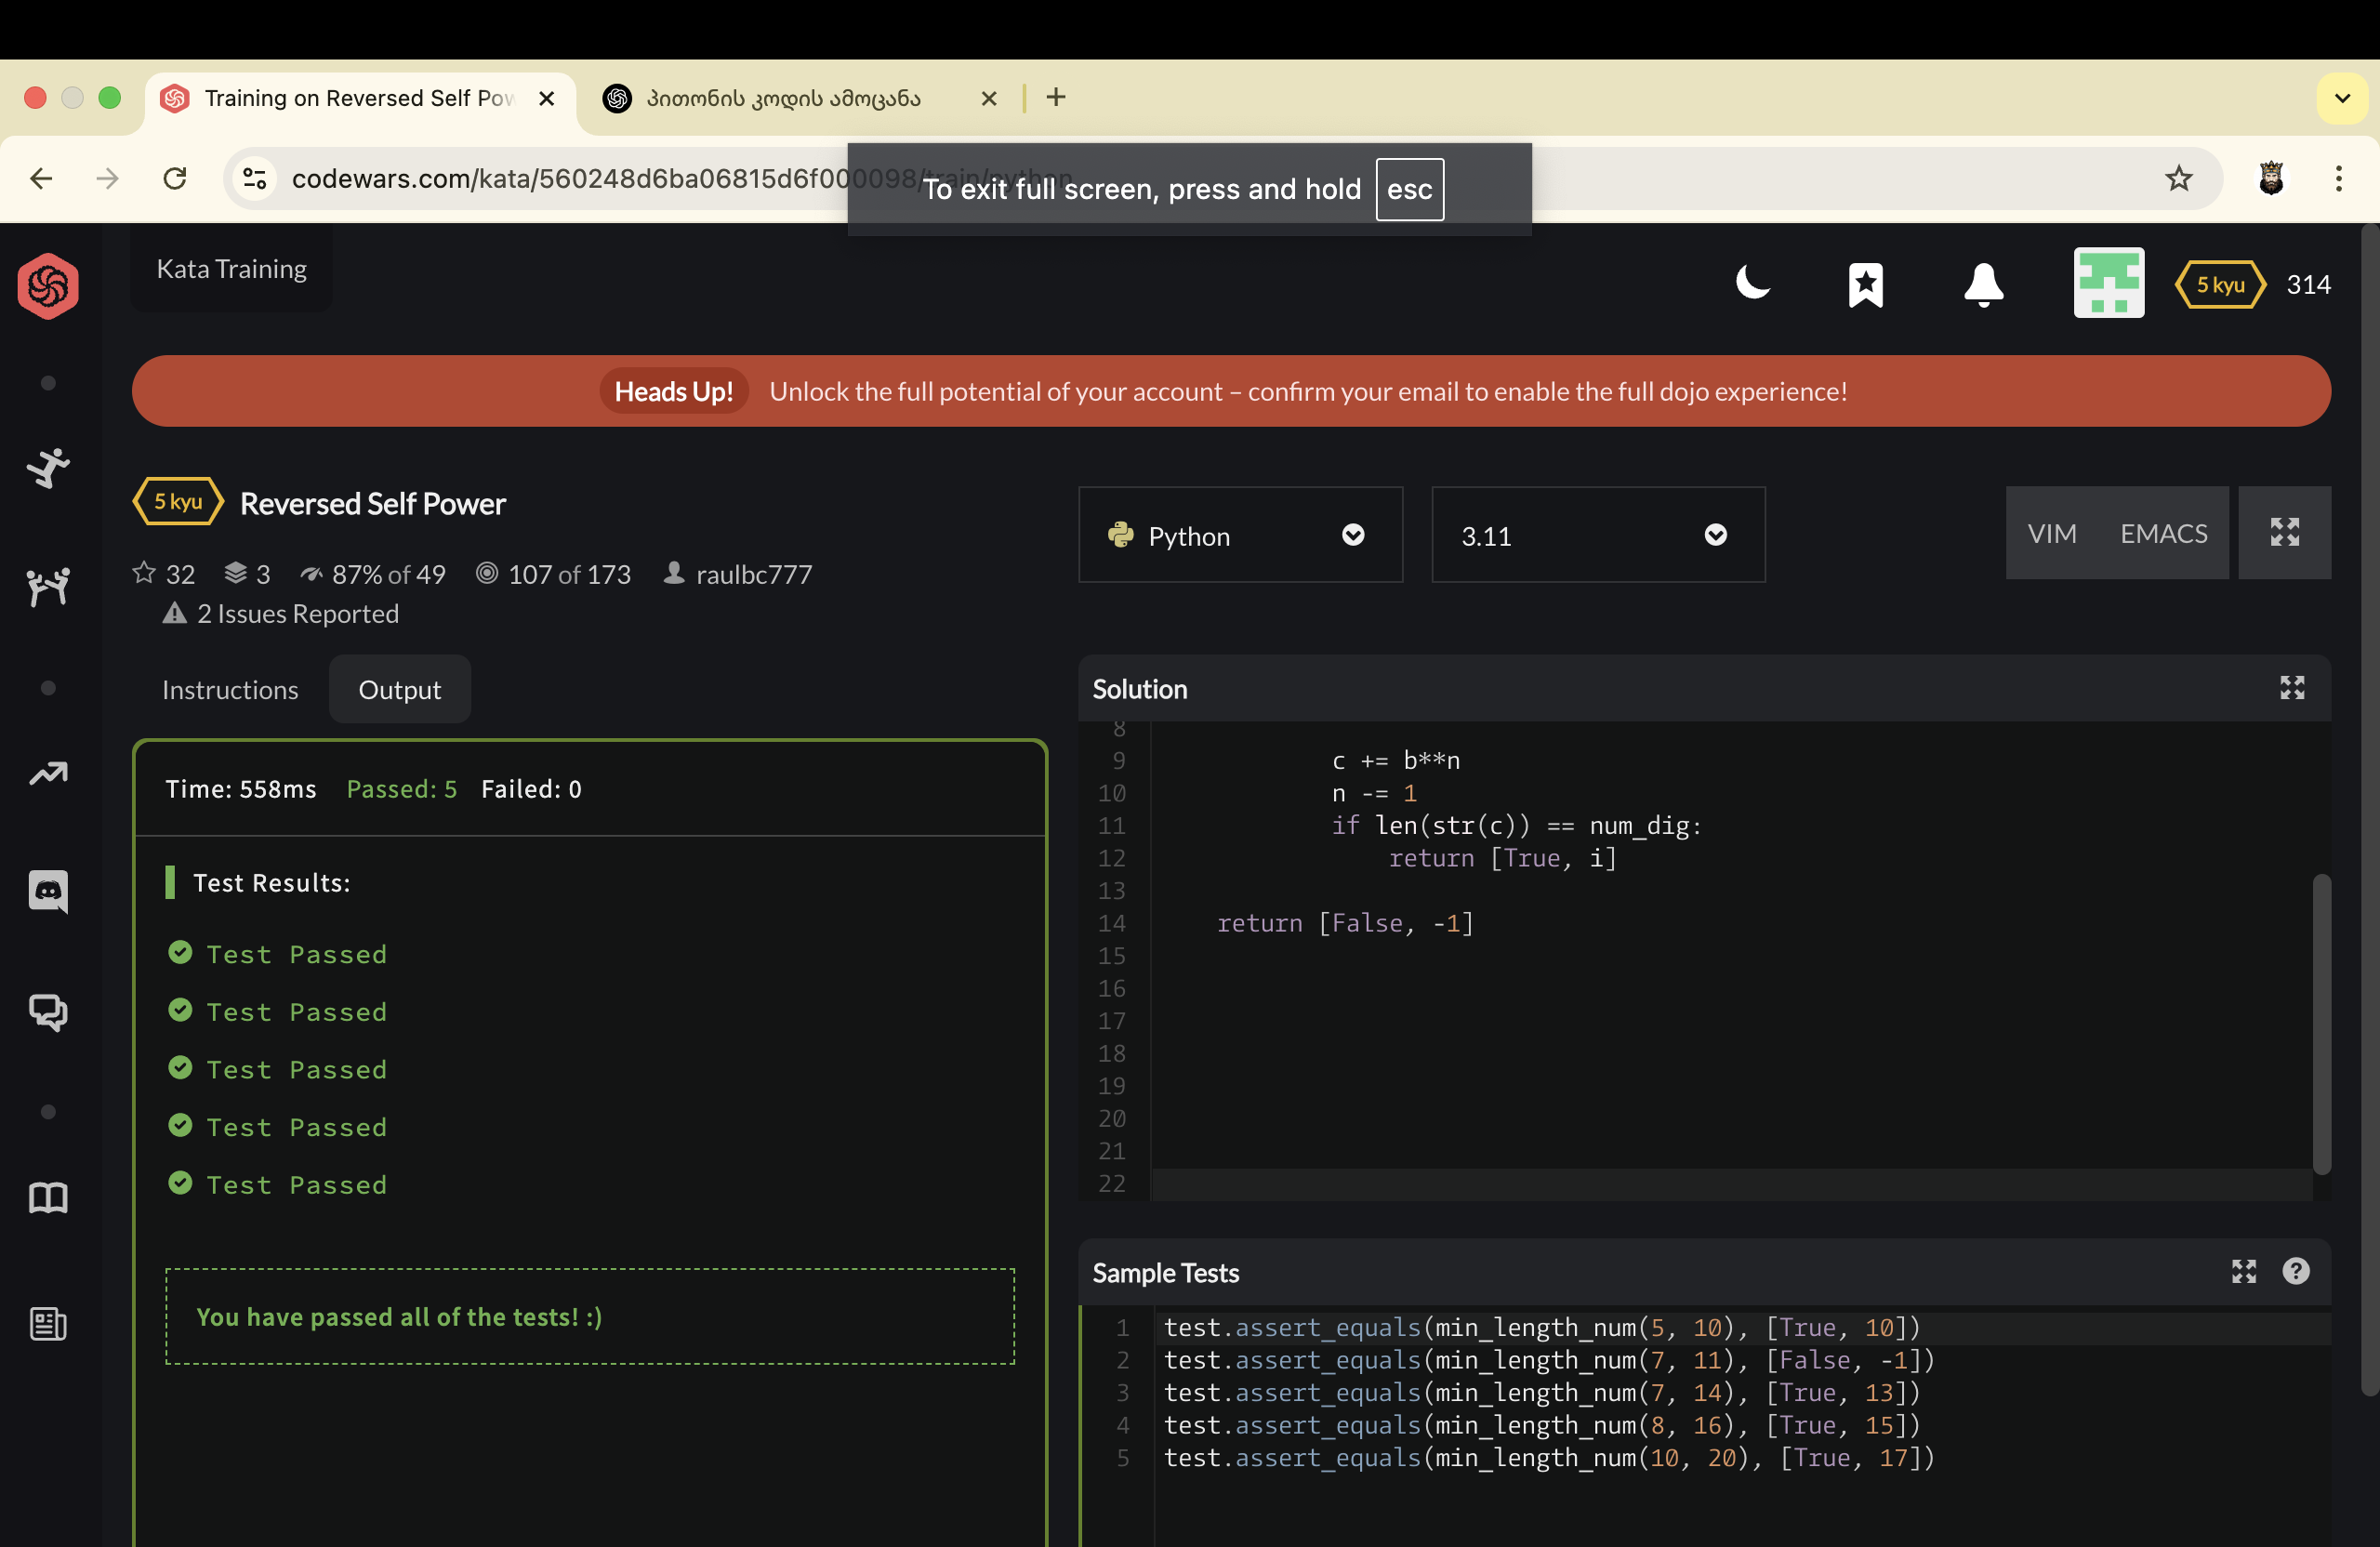 Training on Reversed Self Pow
პითონის კოდის ამოცანა
codewars.com/kata/560248d6ba06815d6f000098/train/python
To exit full screen, press and hold esc
Kata Training
5 kyu 314
Heads Up! Unlock the full potential of your account – confirm your email to enable the full dojo experience!
5 kyu Reversed Self Power
32 3 87% of 49 107 of 173 raulbc777
2 Issues Reported
Python
3.11
VIM EMACS
Instructions Output
Time: 558ms Passed: 5 Failed: 0
Test Results:
Test Passed
Test Passed
Test Passed
Test Passed
Test Passed
You have passed all of the tests! :)
Solution
8
9 c += b**n
10 n -= 1
11 if len(str(c)) == num_dig:
12 return [True, i]
13
14 return [False, -1]
15
16
17
18
19
20
21
22
Sample Tests
1 test.assert_equals(min_length_num(5, 10), [True, 10])
2 test.assert_equals(min_length_num(7, 11), [False, -1])
3 test.assert_equals(min_length_num(7, 14), [True, 13])
4 test.assert_equals(min_length_num(8, 16), [True, 15])
5 test.assert_equals(min_length_num(10, 20), [True, 17])